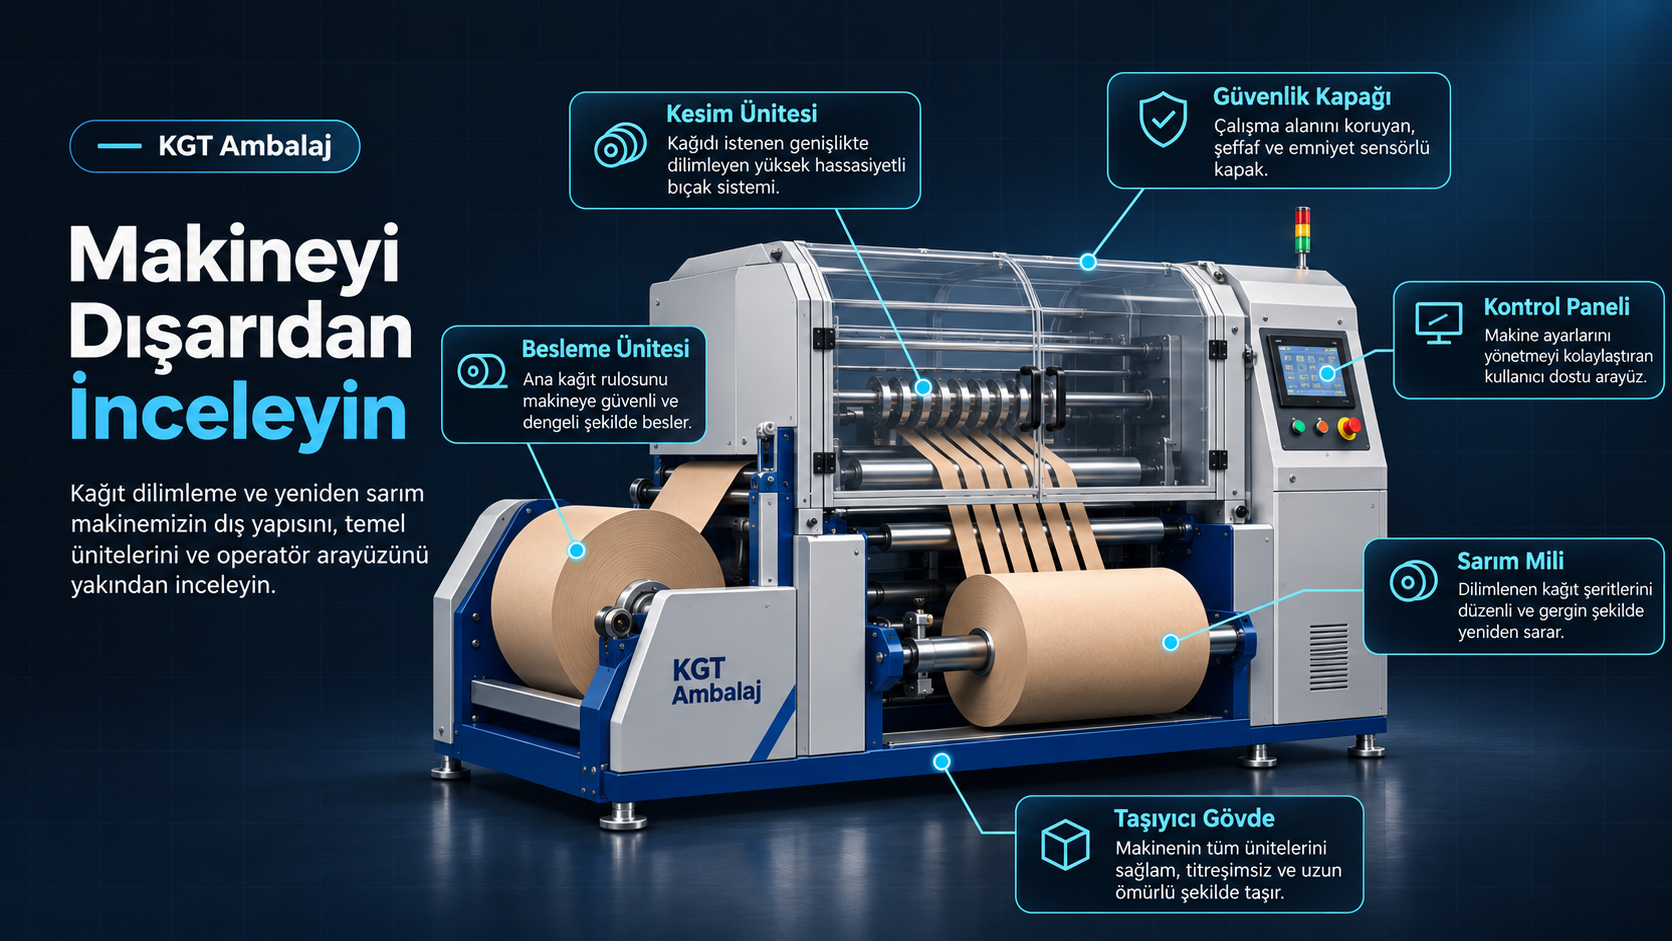 KGT Ambalaj
Makineyi
Dışarıdan
İnceleyin
Kağıt dilimleme ve yeniden sarım
makinemizin dış yapısını, temel
ünitelerini ve operatör arayüzünü
yakından inceleyin.
Kesim Ünitesi
Kağıdı istenen genişlikte
dilimleyen yüksek hassasiyetli
bıçak sistemi.
Güvenlik Kapağı
Çalışma alanını koruyan,
şeffaf ve emniyet sensörlü
kapak.
Besleme Ünitesi
Ana kağıt rulosunu
makineye güvenli ve
dengeli şekilde besler.
Kontrol Paneli
Makine ayarlarını
yönetmeyi kolaylaştıran
kullanıcı dostu arayüz.
Sarım Mili
Dilimlenen kağıt şeritlerini
düzenli ve gergin şekilde
yeniden sarar.
KGT
Ambalaj
Taşıyıcı Gövde
Makinenin tüm ünitelerini
sağlam, titreşimsiz ve uzun
ömürlü şekilde taşır.